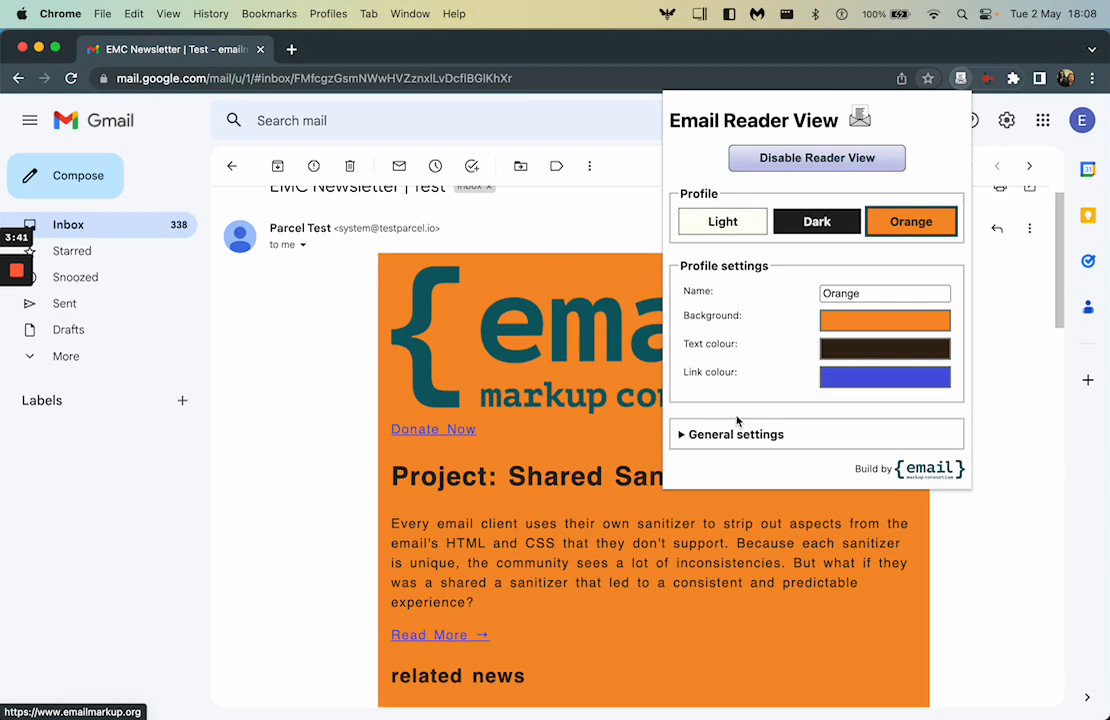 Chrome File Edit View History Bookmarks Profiles Tab Window Help 100% Tue 2 May 18:08
EMC Newsletter | Test - emailm
mail.google.com/mail/u/1/#inbox/FMfcgzGsmNWwHVZznxlLvDcflBGlKhXr
Gmail
Search mail
E
Compose
Inbox 338
3:41
Starred
Snoozed
Sent
Drafts
More
Labels
EMC Newsletter | Test Inbox x
Parcel Test <system@testparcel.io>
to me
{ ema
markup co
Donate Now
Project: Shared San
Every email client uses their own sanitizer to strip out aspects from the
email's HTML and CSS that they don't support. Because each sanitizer
is unique, the community sees a lot of inconsistencies. But what if they
was a shared a sanitizer that led to a consistent and predictable
experience?
Read More →
related news
Email Reader View
Disable Reader View
Profile
Light Dark Orange
Profile settings
Name: Orange
Background:
Text colour:
Link colour:
General settings
Build by {email}
markup consortium
https://www.emailmarkup.org